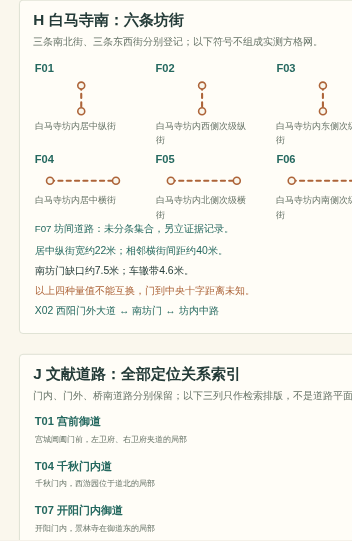 H 白马寺南：六条坊街
三条南北街、三条东西街分别登记；以下符号不组成实测方格网。
F01
F02
F03
白马寺坊内居中纵街
白马寺坊内西侧次级纵街
白马寺坊内东侧次级
街
F04
F05
F06
白马寺坊内居中横街
白马寺坊内北侧次级横街
白马寺坊内南侧次级
街
F07 坊间道路：未分条集合，另立证据记录。
居中纵街宽约22米；相邻横街间距约40米。
南坊门缺口约7.5米；车辙带4.6米。
以上四种量值不能互换，门到中央十字距离未知。
X02 西阳门外大道 ↔ 南坊门 ↔ 坊内中路
J 文献道路：全部定位关系索引
门内、门外、桥南道路分别保留；以下三列只作检索排版，不是道路平面
T01 宫前御道
宫城阊阖门前，左卫府、右卫府夹道的局部
T04 千秋门内道
千秋门内，西游园位于道北的局部
T07 开阳门内御道
开阳门内道东，景林寺在御道东的局部